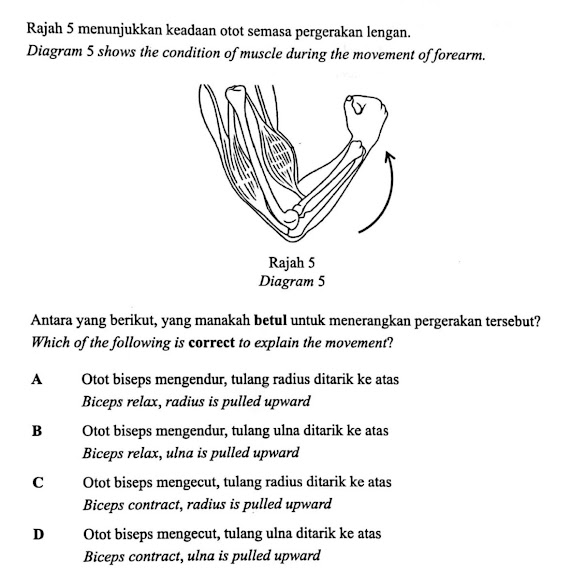 Rajah 5 menunjukkan keadaan otot semasa pergerakan lengan.
Diagram 5 shows the condition of muscle during the movement of forearm.
Rajah 5
Diagram 5
Antara yang berikut, yang manakah betul untuk menerangkan pergerakan tersebut?
Which of the following is correct to explain the movement?
A Otot biseps mengendur, tulang radius ditarik ke atas
Biceps relax, radius is pulled upward
B Otot biseps mengendur, tulang ulna ditarik ke atas
Biceps relax, ulna is pulled upward
C Otot biseps mengecut, tulang radius ditarik ke atas
Biceps contract, radius is pulled upward
D Otot biseps mengecut, tulang ulna ditarik ke atas
Biceps contract, ulna is pulled upward